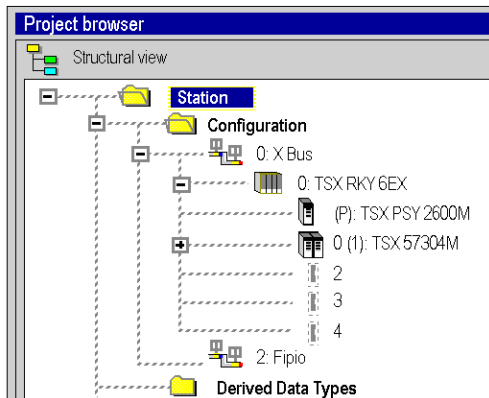 Project browser
Structural view
Station
Configuration
0: X Bus
0: TSX RKY 6EX
(P): TSX PSY 2600M
0 (1): TSX 57304M
2
3
4
2: Fipio
Derived Data Types